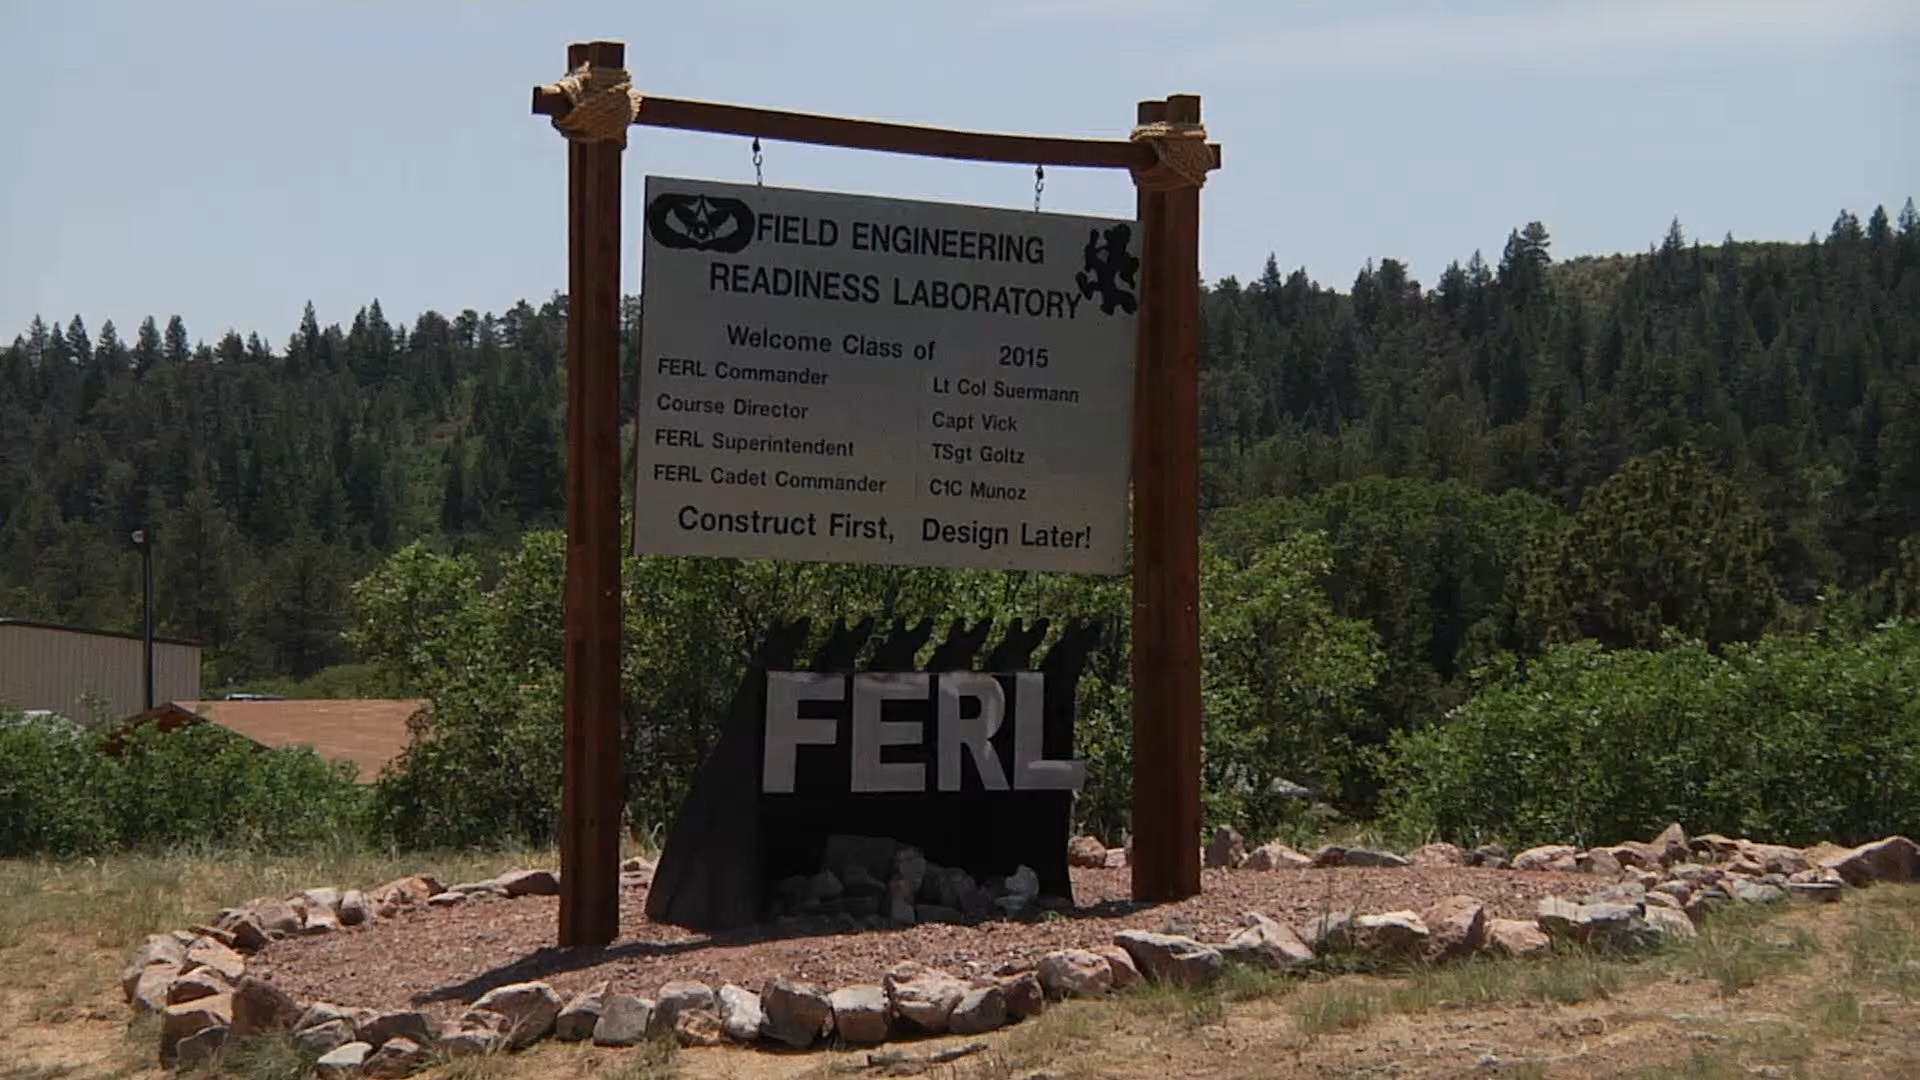 FIELD ENGINEERING
READINESS LABORATORY
Welcome Class of 2015
FERL Commander Lt Col Suermann
Course Director Capt Vick
FERL Superintendent TSgt Goltz
FERL Cadet Commander C1C Munoz
Construct First, Design Later!
FERL